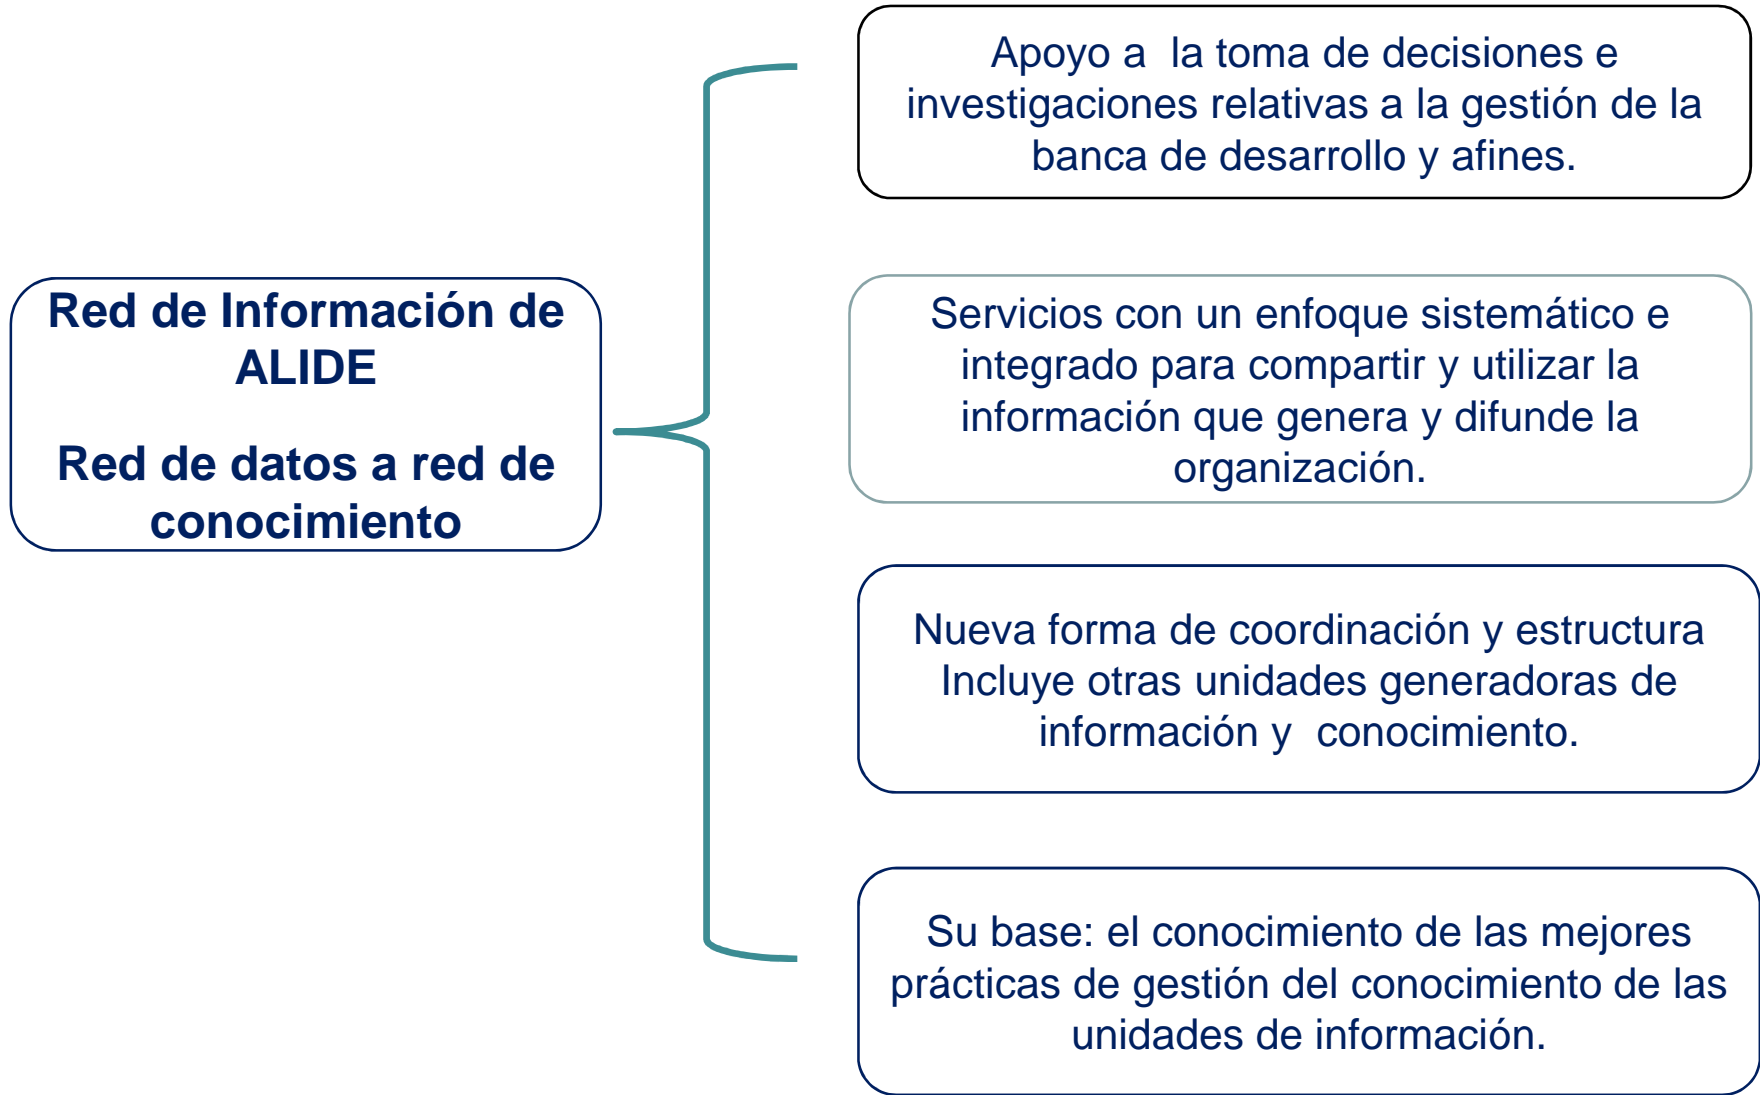 Red de Información de
ALIDE
Red de datos a red de
conocimiento
Apoyo a  la toma de decisiones e
investigaciones relativas a la gestión de la
banca de desarrollo y afines.
Servicios con un enfoque sistemático e
integrado para compartir y utilizar la
información que genera y difunde la
organización.
Nueva forma de coordinación y estructura
Incluye otras unidades generadoras de
información y  conocimiento.
Su base: el conocimiento de las mejores
prácticas de gestión del conocimiento de las
unidades de información.